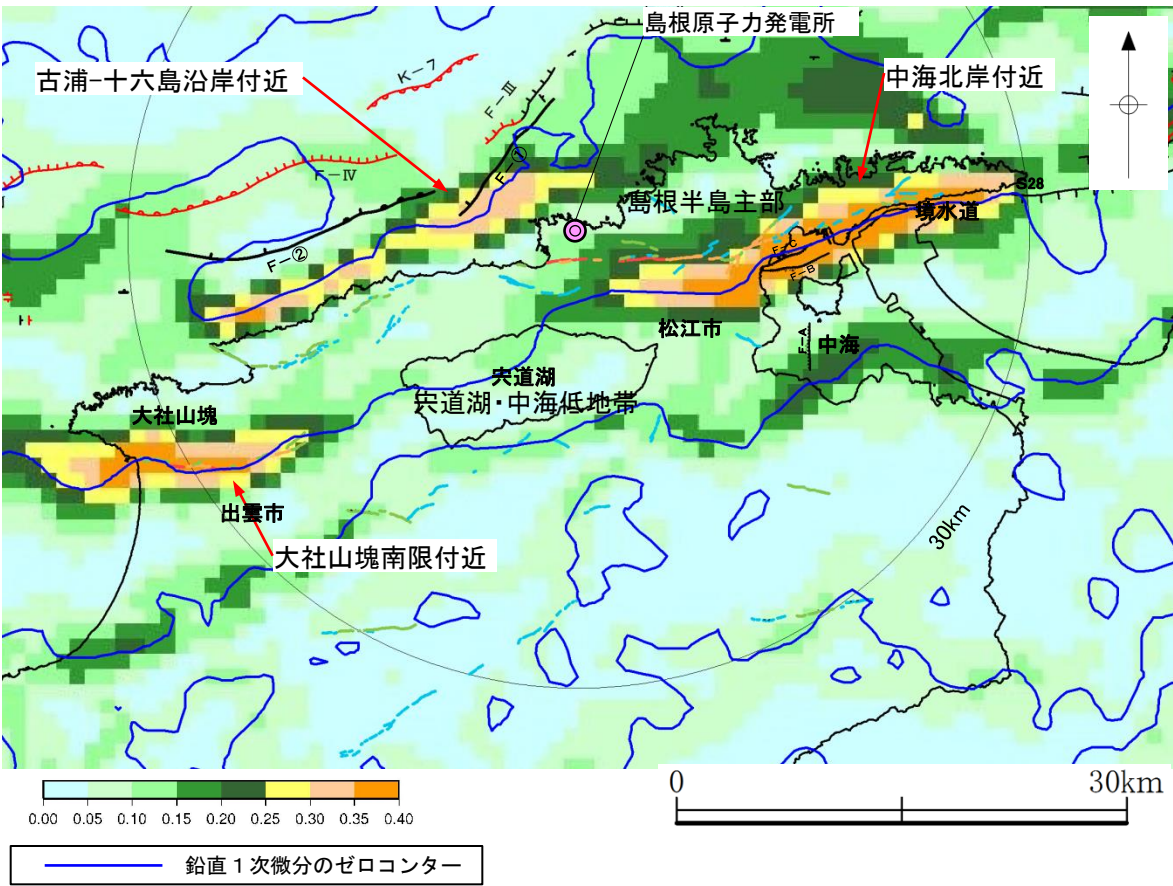 島根原子力発電所
古浦−十六島沿岸付近
K-7
中海北岸付近
F-Ⅲ
F-①
F-Ⅳ
S28
島根半島主部
境水道
F-C
F-②
F-B
松江市
F-A
中海
宍道湖
大社山塊
宍道湖・中海低地帯
出雲市
30km
大社山塊南限付近
0.00 0.05 0.10 0.15 0.20 0.25 0.30 0.35 0.40
0 30km
鉛直1次微分のゼロコンター